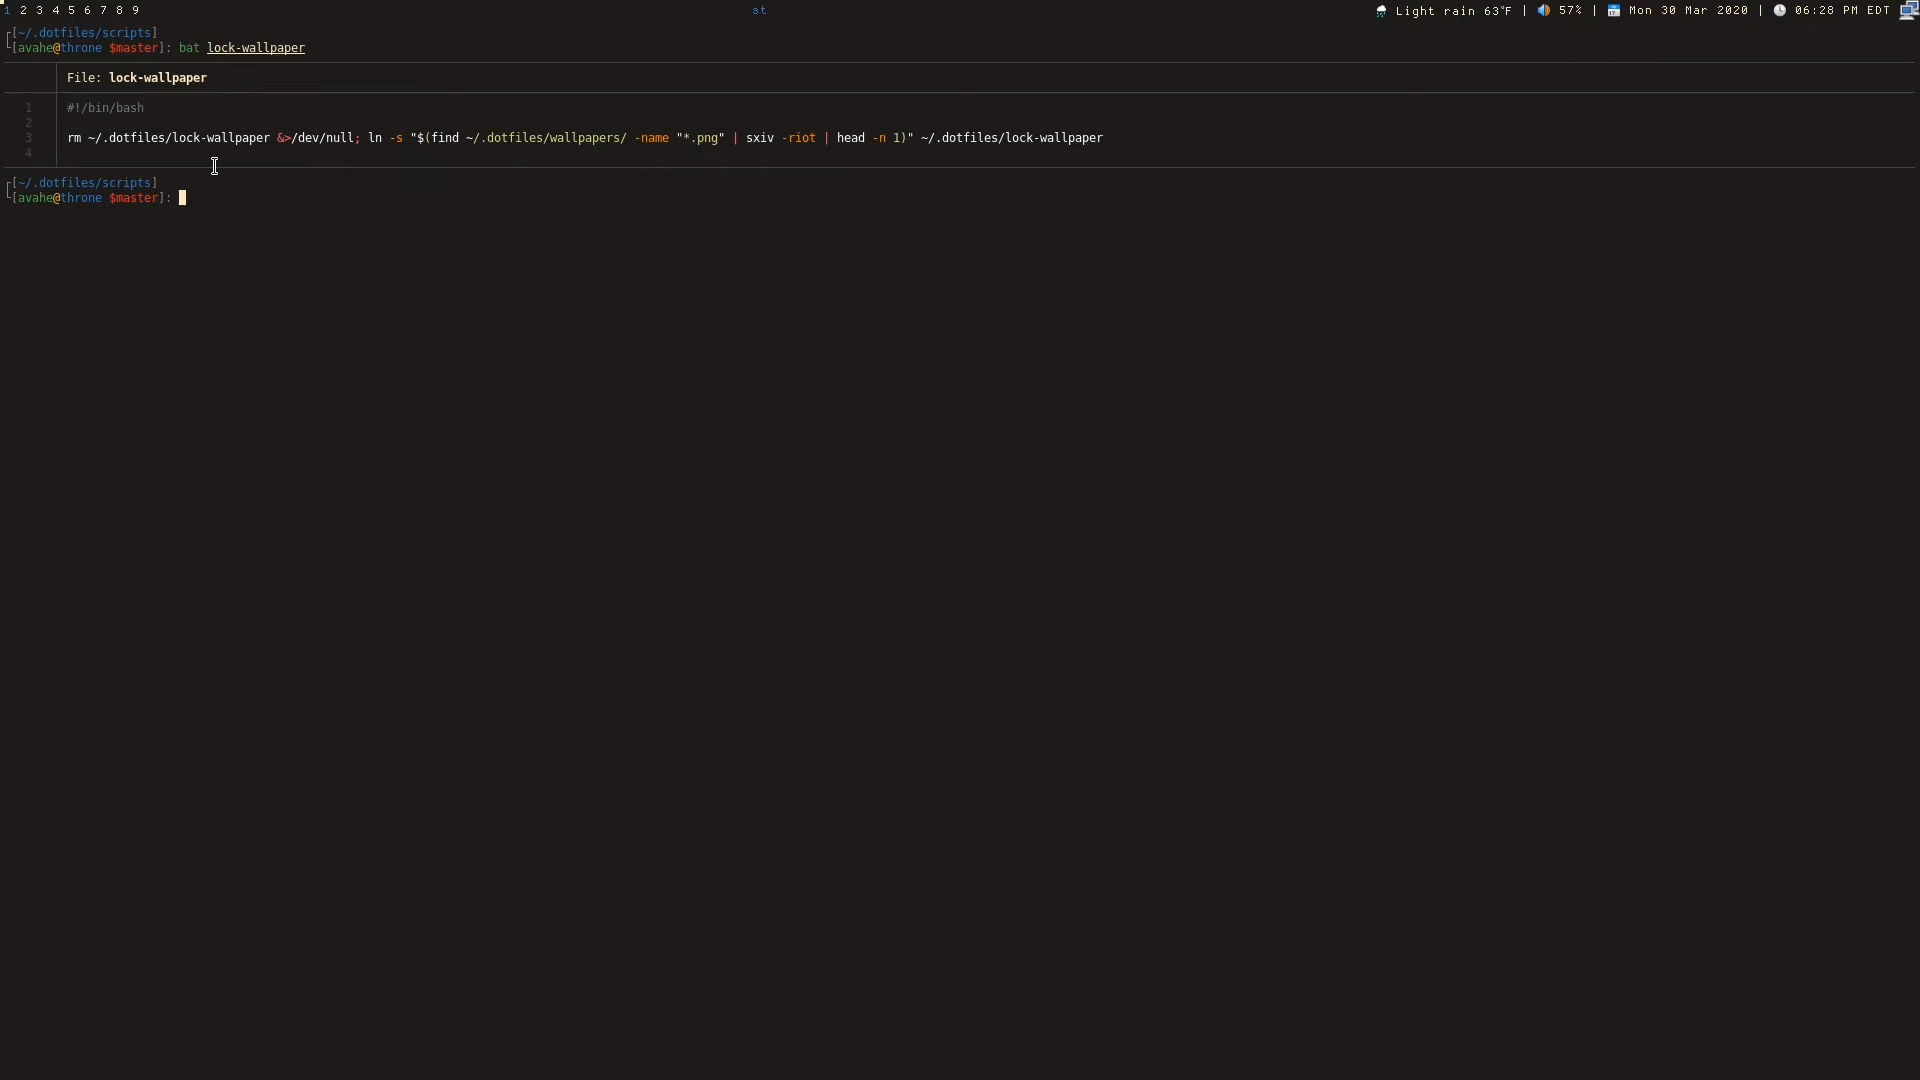 1 2 3 4 5 6 7 8 9 st Light rain 63°F | 57% | Mon 30 Mar 2020 | 06:28 PM EDT
[~/.dotfiles/scripts]
[avahe@throne $master]: bat lock-wallpaper
File: lock-wallpaper
1 #!/bin/bash
2
3 rm ~/.dotfiles/lock-wallpaper &>/dev/null; ln -s "$(find ~/.dotfiles/wallpapers/ -name "*.png" | sxiv -riot | head -n 1)" ~/.dotfiles/lock-wallpaper
4
[~/.dotfiles/scripts]
[avahe@throne $master]: